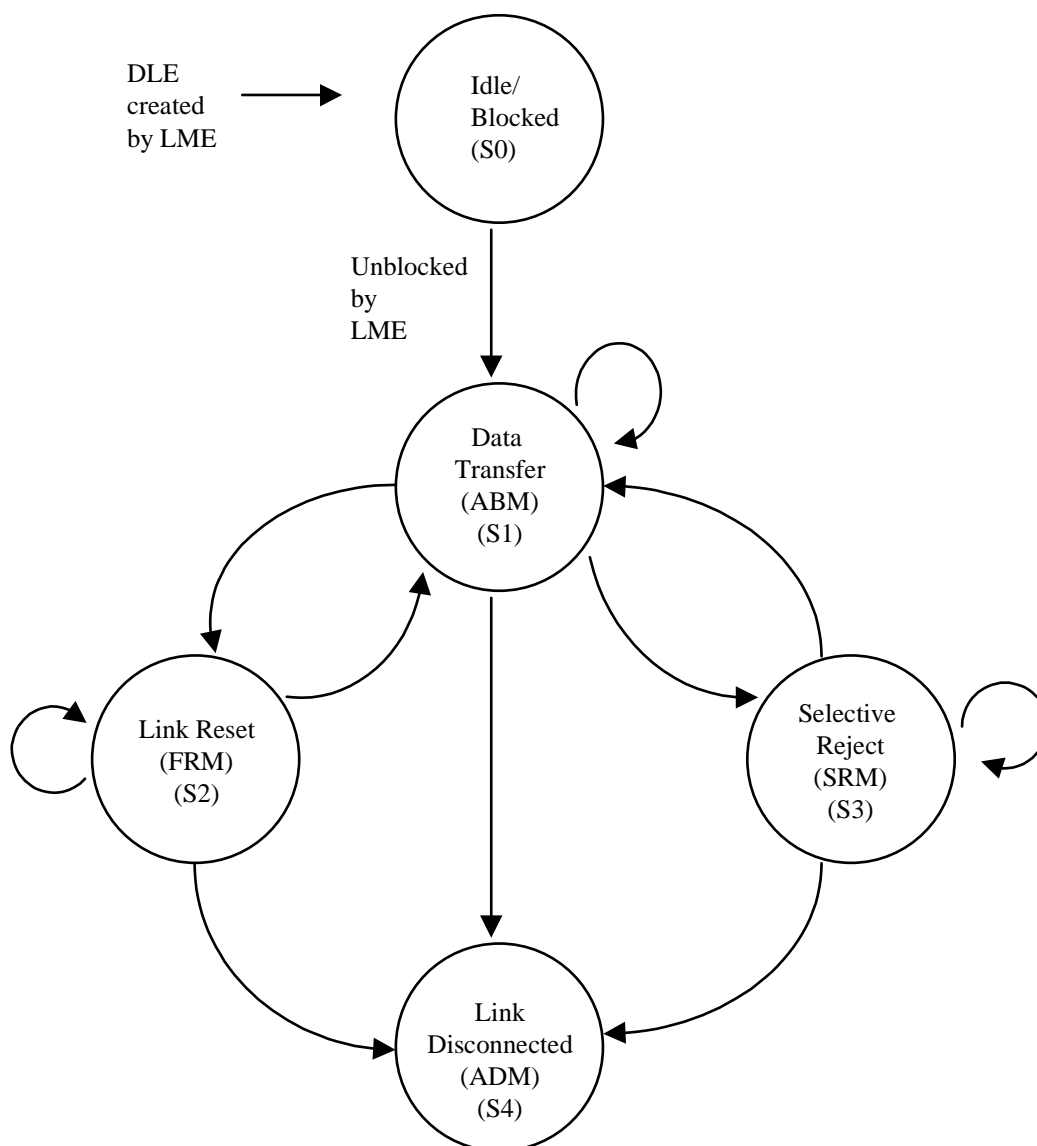 DLE
created
by LME
Idle/
Blocked
(S0)
Unblocked
by
LME
Data
Transfer
(ABM)
(S1)
Link Reset
(FRM)
(S2)
Selective
Reject
(SRM)
(S3)
Link
Disconnected
(ADM)
(S4)